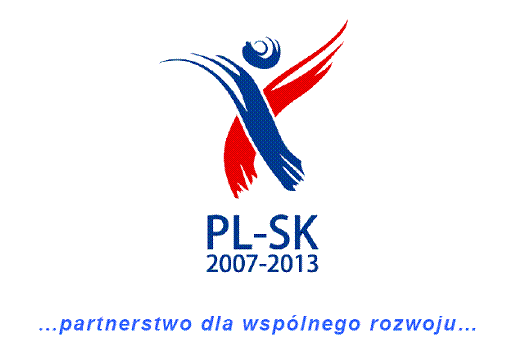 PL-SK
2007-2013
...partnerstwo dla wspólnego rozwoju...